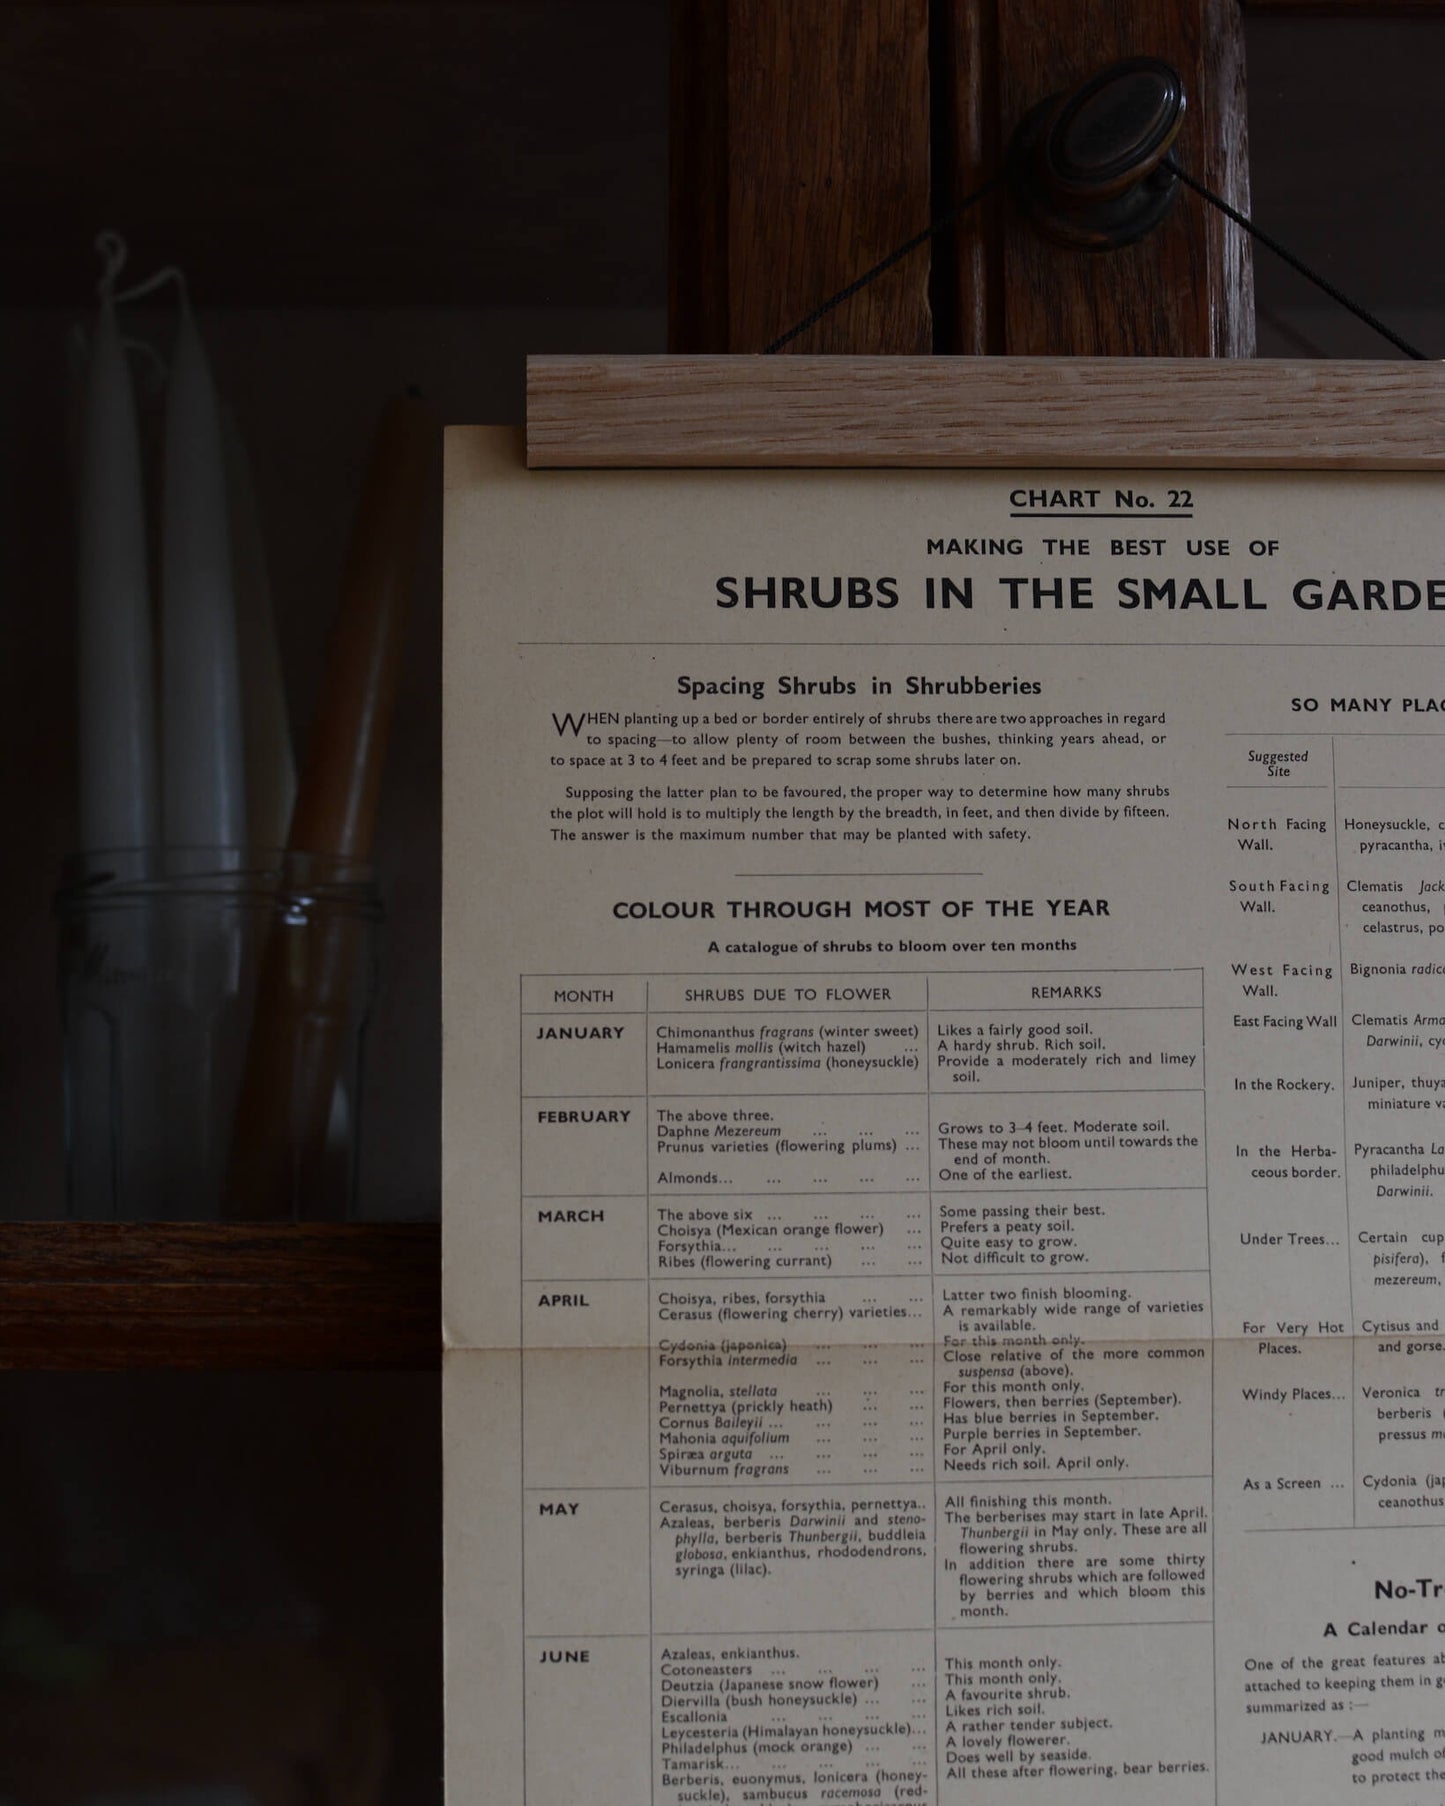 CHART No. 22
MAKING THE BEST USE OF
SHRUBS IN THE SMALL GARDE
Spacing Shrubs in Shrubberies
WHEN planting up a bed or border entirely of shrubs there are two approaches in regard
to spacing—to allow plenty of room between the bushes, thinking years ahead, or
to space at 3 to 4 feet and be prepared to scrap some shrubs later on.
Supposing the latter plan to be favoured, the proper way to determine how many shrubs
the plot will hold is to multiply the length by the breadth, in feet, and then divide by fifteen.
The answer is the maximum number that may be planted with safety.
COLOUR THROUGH MOST OF THE YEAR
A catalogue of shrubs to bloom over ten months
MONTH SHRUBS DUE TO FLOWER REMARKS
JANUARY Chimonanthus fragrans (winter sweet) Likes a fairly good soil.
Hamamelis mollis (witch hazel) ... A hardy shrub. Rich soil.
Lonicera frangrantissima (honeysuckle) Provide a moderately rich and limey
soil.
FEBRUARY The above three.
Daphne Mezereum ... ... ... Grows to 3–4 feet. Moderate soil.
Prunus varieties (flowering plums) ... These may not bloom until towards the
end of month.
Almonds... ... ... ... ... One of the earliest.
MARCH The above six ... ... ... ... Some passing their best.
Choisya (Mexican orange flower) ... Prefers a peaty soil.
Forsythia... ... ... ... ... Quite easy to grow.
Ribes (flowering currant) ... ... Not difficult to grow.
APRIL Choisya, ribes, forsythia ... ... Latter two finish blooming.
Cerasus (flowering cherry) varieties... A remarkably wide range of varieties
is available.
Cydonia (japonica) ... ... ... For this month only.
Forsythia intermedia ... ... ... Close relative of the more common
suspensa (above).
Magnolia, stellata ... ... ... For this month only.
Pernettya (prickly heath) ... ... Flowers, then berries (September).
Cornus Baileyii ... ... ... ... Has blue berries in September.
Mahonia aquifolium ... ... ... Purple berries in September.
Spiræa arguta ... ... ... ... For April only.
Viburnum fragrans ... ... ... Needs rich soil. April only.
MAY Cerasus, choisya, forsythia, pernettya.. All finishing this month.
Azaleas, berberis Darwinii and steno- The berberises may start in late April.
phylla, berberis Thunbergii, buddleia Thunbergii in May only. These are all
globosa, enkianthus, rhododendrons, flowering shrubs.
syringa (lilac). In addition there are some thirty
flowering shrubs which are followed
by berries and which bloom this
month.
JUNE Azaleas, enkianthus. This month only.
Cotoneasters ... ... ... ... This month only.
Deutzia (Japanese snow flower) ... A favourite shrub.
Diervilla (bush honeysuckle) ... ... Likes rich soil.
Escallonia ... ... ... ... A rather tender subject.
Leycesteria (Himalayan honeysuckle)... A lovely flowerer.
Philadelphus (mock orange) ... ... Does well by seaside.
Tamarisk... ... ... ... ... All these after flowering, bear berries.
Berberis, euonymus, lonicera (honey-
suckle), sambucus racemosa (red-
SO MANY PLAC
Suggested
Site
North Facing Honeysuckle, c
Wall. pyracantha, i
South Facing Clematis Jack
Wall. ceanothus,
celastrus, po
West Facing Bignonia radic
Wall.
East Facing Wall Clematis Arma
Darwinii, cy
In the Rockery. Juniper, thuya
miniature va
In the Herba- Pyracantha La
ceous border. philadelphu
Darwinii.
Under Trees... Certain cup
pisifera), f
mezereum,
For Very Hot Cytisus and
Places. and gorse.
Windy Places... Veronica tr
berberis
pressus m
As a Screen ... Cydonia (jap
ceanothus
No-Tr
A Calendar o
One of the great features ab
attached to keeping them in g
summarized as :—
JANUARY.—A planting m
good mulch of
to protect the